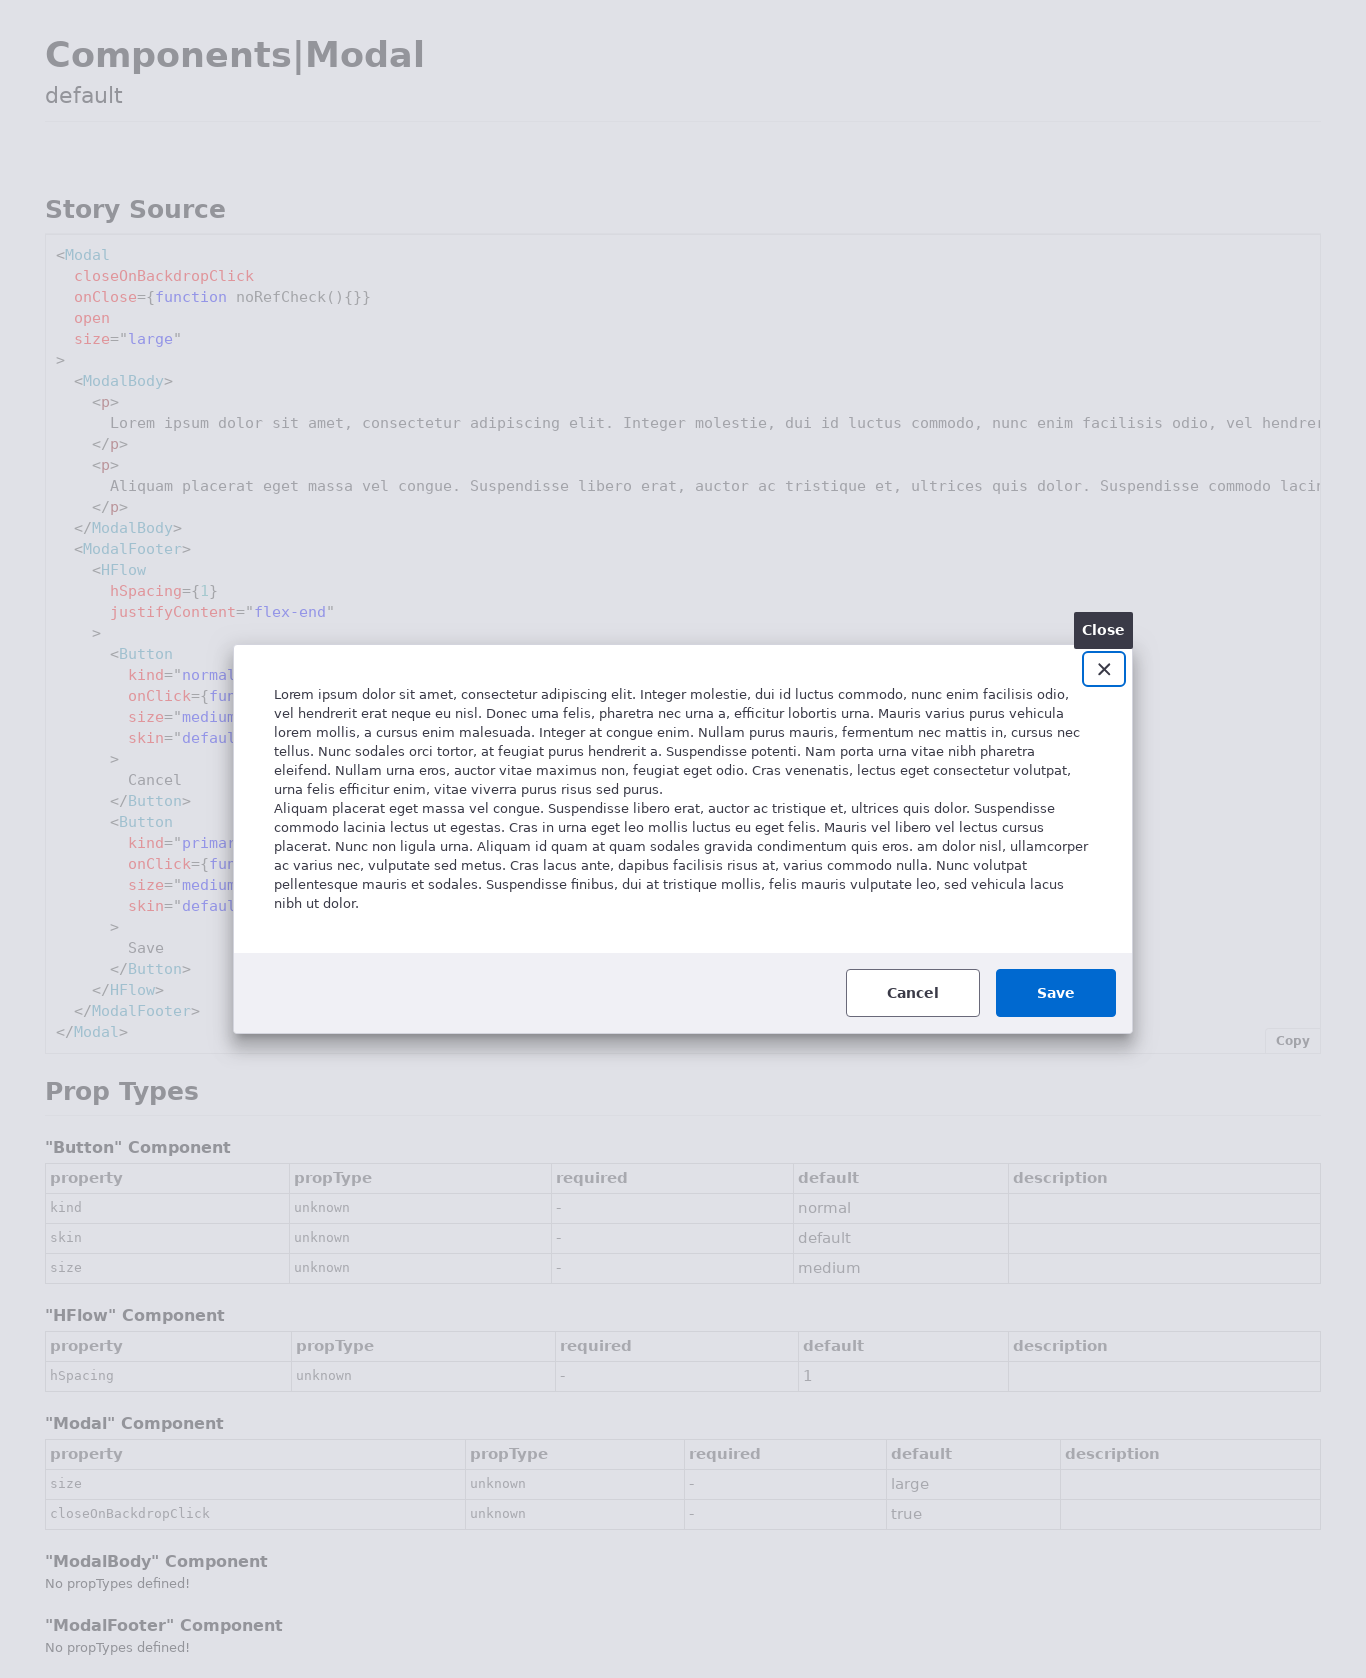 Components|Modal
default
Story Source
<Modal
closeOnBackdropClick
onClose={function noRefCheck(){}}
open
size="large"
>
<ModalBody>
<p>
Lorem ipsum dolor sit amet, consectetur adipiscing elit. Integer molestie, dui id luctus commodo, nunc enim facilisis odio, vel hendrer
</p>
<p>
Aliquam placerat eget massa vel congue. Suspendisse libero erat, auctor ac tristique et, ultrices quis dolor. Suspendisse commodo lacin
</p>
</ModalBody>
<ModalFooter>
<HFlow
hSpacing={1}
justifyContent="flex-end"
>
<Button
kind="normal
onClick={fun
size="medium
skin="defaul
>
Cancel
</Button>
<Button
kind="primar
onClick={fun
size="medium
skin="defaul
>
Save
</Button>
</HFlow>
</ModalFooter>
</Modal>
Copy
Close
Lorem ipsum dolor sit amet, consectetur adipiscing elit. Integer molestie, dui id luctus commodo, nunc enim facilisis odio,
vel hendrerit erat neque eu nisl. Donec urna felis, pharetra nec urna a, efficitur lobortis urna. Mauris varius purus vehicula
lorem mollis, a cursus enim malesuada. Integer at congue enim. Nullam purus mauris, fermentum nec mattis in, cursus nec
tellus. Nunc sodales orci tortor, at feugiat purus hendrerit a. Suspendisse potenti. Nam porta urna vitae nibh pharetra
eleifend. Nullam urna eros, auctor vitae maximus non, feugiat eget odio. Cras venenatis, lectus eget consectetur volutpat,
urna felis efficitur enim, vitae viverra purus risus sed purus.
Aliquam placerat eget massa vel congue. Suspendisse libero erat, auctor ac tristique et, ultrices quis dolor. Suspendisse
commodo lacinia lectus ut egestas. Cras in urna eget leo mollis luctus eu eget felis. Mauris vel libero vel lectus cursus
placerat. Nunc non ligula urna. Aliquam id quam at quam sodales gravida condimentum quis eros. am dolor nisl, ullamcorper
ac varius nec, vulputate sed metus. Cras lacus ante, dapibus facilisis risus at, varius commodo nulla. Nunc volutpat
pellentesque mauris et sodales. Suspendisse finibus, dui at tristique mollis, felis mauris vulputate leo, sed vehicula lacus
nibh ut dolor.
Cancel Save
Prop Types
"Button" Component
property propType required default description
kind unknown - normal
skin unknown - default
size unknown - medium
"HFlow" Component
property propType required default description
hSpacing unknown - 1
"Modal" Component
property propType required default description
size unknown - large
closeOnBackdropClick unknown - true
"ModalBody" Component
No propTypes defined!
"ModalFooter" Component
No propTypes defined!